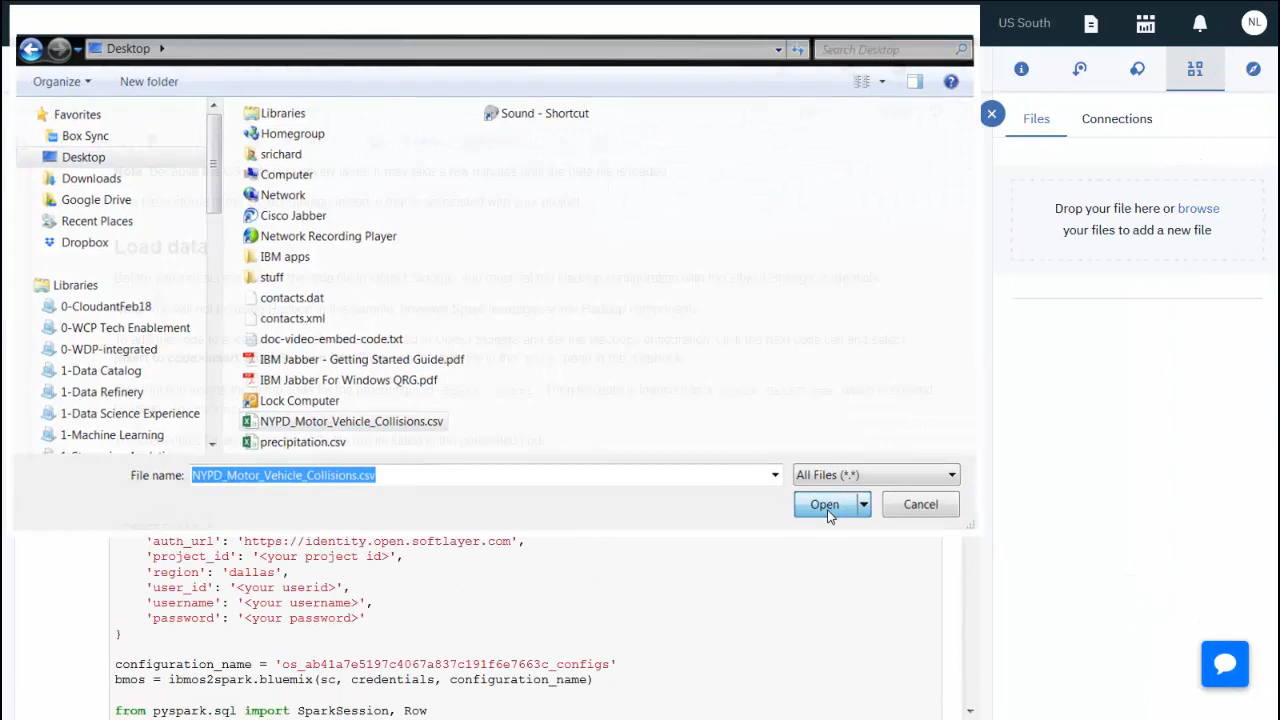 US South
NL
Desktop
Search Desktop
Organize
New folder
Files
Connections
Drop your file here or browse
your files to add a new file
Favorites
Box Sync
Desktop
Downloads
Google Drive
Recent Places
Dropbox
Libraries
0-CloudantFeb18
0-WCP Tech Enablement
0-WDP-integrated
1-Data Catalog
1-Data Refinery
1-Data Science Experience
1-Machine Learning
Libraries
Homegroup
srichard
Computer
Network
Cisco Jabber
Network Recording Player
IBM apps
stuff
contacts.dat
contacts.xml
doc-video-embed-code.txt
IBM Jabber - Getting Started Guide.pdf
IBM Jabber For Windows QRG.pdf
Lock Computer
NYPD_Motor_Vehicle_Collisions.csv
precipitation.csv
Sound - Shortcut
Load data
File name: NYPD_Motor_Vehicle_Collisions.csv
All Files (*.*)
Open
Cancel
'auth_url': 'https://identity.open.softlayer.com',
'project_id': '<your project id>',
'region': 'dallas',
'user_id': '<your userid>',
'username': '<your username>',
'password': '<your password>'
}
configuration_name = 'os_ab41a7e5197c4067a837c191f6e7663c_configs'
bmos = ibmos2spark.bluemix(sc, credentials, configuration_name)
from pyspark.sql import SparkSession, Row